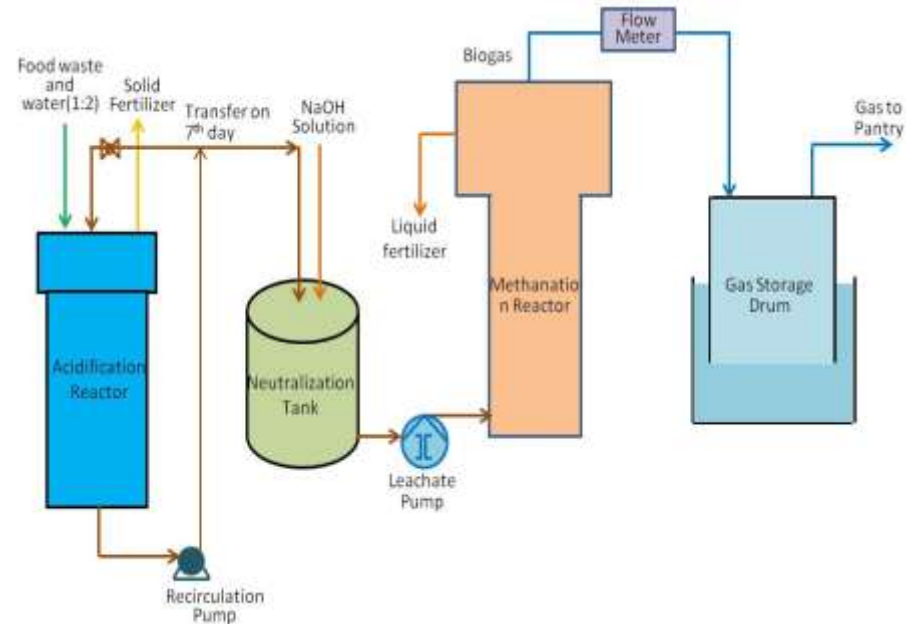 Flow
Meter
Biogas
Food waste
and
water(1:2)
Solid
Fertilizer
Transfer on
7th day
NaOH
Solution
Gas to
Pantry
Liquid
fertilizer
Methanatio
n Reactor
Gas Storage
Drum
Acidification
Reactor
Neutralization
Tank
Leachate
Pump
Recirculation
Pump